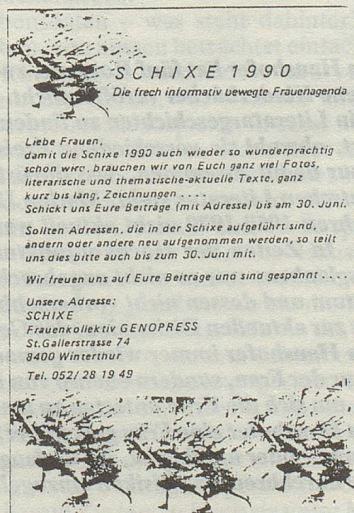 SCHIXE 1990
Die frech informativ bewegte Frauenagenda
Liebe Frauen,
damit die Schixe 1990 auch wieder so wunderprächtig
schön wird, brauchen wir von Euch ganz viel Fotos,
literarische und thematische-aktuelle Texte, ganz
kurz bis lang, Zeichnungen....
Schickt uns Eure Beiträge (mit Adresse) bis am 30. Juni.
Sollten Adressen, die in der Schixe aufgeführt sind,
ändern oder andere neu aufgenommen werden, so teilt
uns dies bitte auch bis zum 30. Juni mit.
Wir freuen uns auf Eure Beiträge und sind gespannt....
Unsere Adresse:
SCHIXE
Frauenkollektiv GENOPRESS
St.Gallerstrasse 74
8400 Winterthur
Tel. 052/ 28 19 49